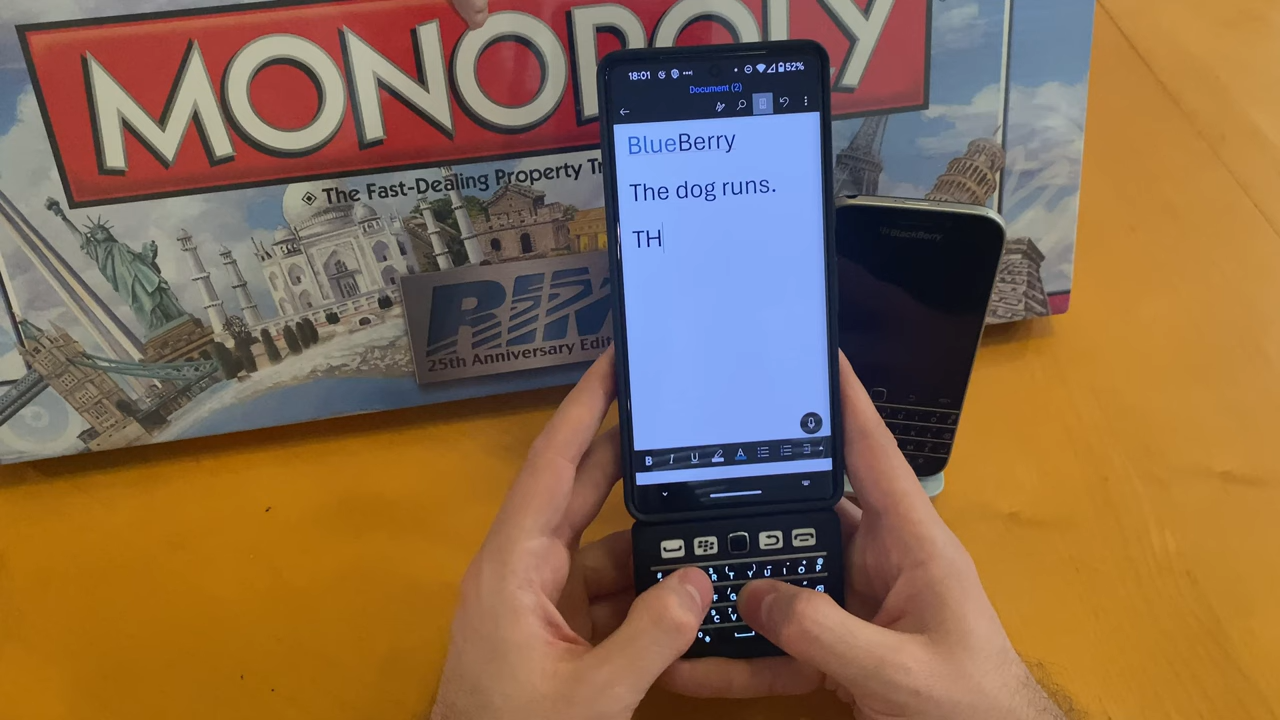 MONOPOLY
The Fast-Dealing Property Tr
RIM
25th Anniversary Edit
18:01
52%
Document (2)
BlueBerry
The dog runs.
TH
B I U A
BlackBerry